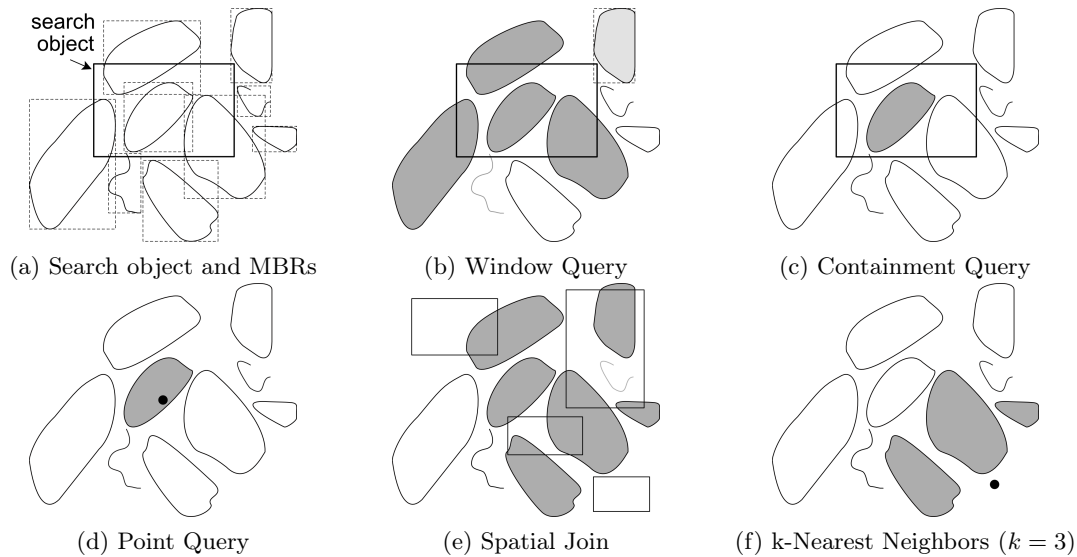 search
object
(a) Search object and MBRs
(b) Window Query
(c) Containment Query
(d) Point Query
(e) Spatial Join
(f) k-Nearest Neighbors (k = 3)